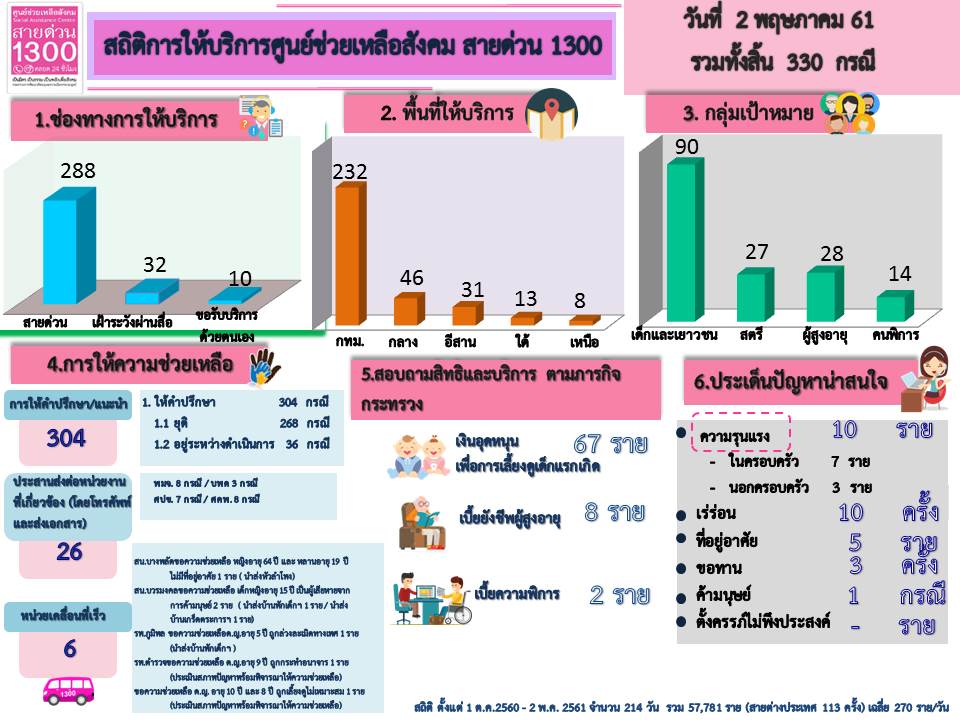 ศูนย์ช่วยเหลือสังคม
Social Assistance Center
สายด่วน
1300
ตลอด 24 ชั่วโมง
สถิติการให้บริการศูนย์ช่วยเหลือสังคม สายด่วน 1300
วันที่ 2 พฤษภาคม 61
รวมทั้งสิ้น 330 กรณี
1.ช่องทางการให้บริการ
288
32
10
สายด่วน
เฝ้าระวังผ่านสื่อ
ขอรับบริการ
ด้วยตนเอง
2. พื้นที่ให้บริการ
232
46
31
13
8
กทม.
กลาง
อีสาน
ใต้
เหนือ
3. กลุ่มเป้าหมาย
90
27
28
14
เด็กและเยาวชน
สตรี
ผู้สูงอายุ
คนพิการ
4.การให้ความช่วยเหลือ
การให้คำปรึกษา/แนะนำ
304
1. ให้คำปรึกษา 304 กรณี
1.1 ยุติ 268 กรณี
1.2 อยู่ระหว่างดำเนินการ 36 กรณี
ประสานส่งต่อหน่วยงาน
ที่เกี่ยวข้อง (โดยโทรศัพท์
และส่งเอกสาร)
26
พมจ. 8 กรณี / บพด 3 กรณี
ศปข. 7 กรณี / สคพ. 8 กรณี
หน่วยเคลื่อนที่เร็ว
6
1300
สน.บางพลัดขอความช่วยเหลือ หญิงอายุ 64 ปี และ หลานอายุ 19 ปี
ไม่มีที่อยู่อาศัย 1 ราย ( นำส่งหัวลำโพง)
สน.บวรมงคลขอความช่วยเหลือ เด็กหญิงอายุ 15 ปี เป็นผู้เสียหายจาก
การค้ามนุษย์ 2 ราย ( นำส่งบ้านพักเด็กฯ 1 ราย/ นำส่ง
บ้านเกร็ดตระการฯ 1 ราย)
รพ.ภูมิพล ขอความช่วยเหลือด.ญ.อายุ 5 ปี ถูกล่วงละเมิดทางเพศ 1 ราย
(นำส่งบ้านพักเด็กฯ )
รพ.ตำรวจขอความช่วยเหลือ ด.ญ.อายุ 9 ปี ถูกกระทำอนาจาร 1 ราย
(ประเมินสภาพปัญหาพร้อมพิจารณาให้ความช่วยเหลือ)
ขอความช่วยเหลือ ด.ญ. อายุ 10 ปี และ 8 ปี ถูกเลี้ยงดูไม่เหมาะสม 1 ราย
(ประเมินสภาพปัญหาพร้อมพิจารณาให้ความช่วยเหลือ)
5.สอบถามสิทธิและบริการ ตามภารกิจ
กระทรวง
เงินอุดหนุน
เพื่อการเลี้ยงดูเด็กแรกเกิด
67 ราย
เบี้ยยังชีพผู้สูงอายุ
8 ราย
เบี้ยความพิการ
2 ราย
6.ประเด็นปัญหาน่าสนใจ
ความรุนแรง 10 ราย
- ในครอบครัว 7 ราย
- นอกครอบครัว 3 ราย
เร่ร่อน 10 ครั้ง
ที่อยู่อาศัย 5 ราย
ขอทาน 3 ครั้ง
ค้ามนุษย์ 1 กรณี
ตั้งครรภ์ไม่พึงประสงค์ - ราย
สถิติ ตั้งแต่ 1 ต.ค.2560 - 2 พ.ค. 2561 จำนวน 214 วัน รวม 57,781 ราย (สายต่างประเทศ 113 ครั้ง) เฉลี่ย 270 ราย/วัน